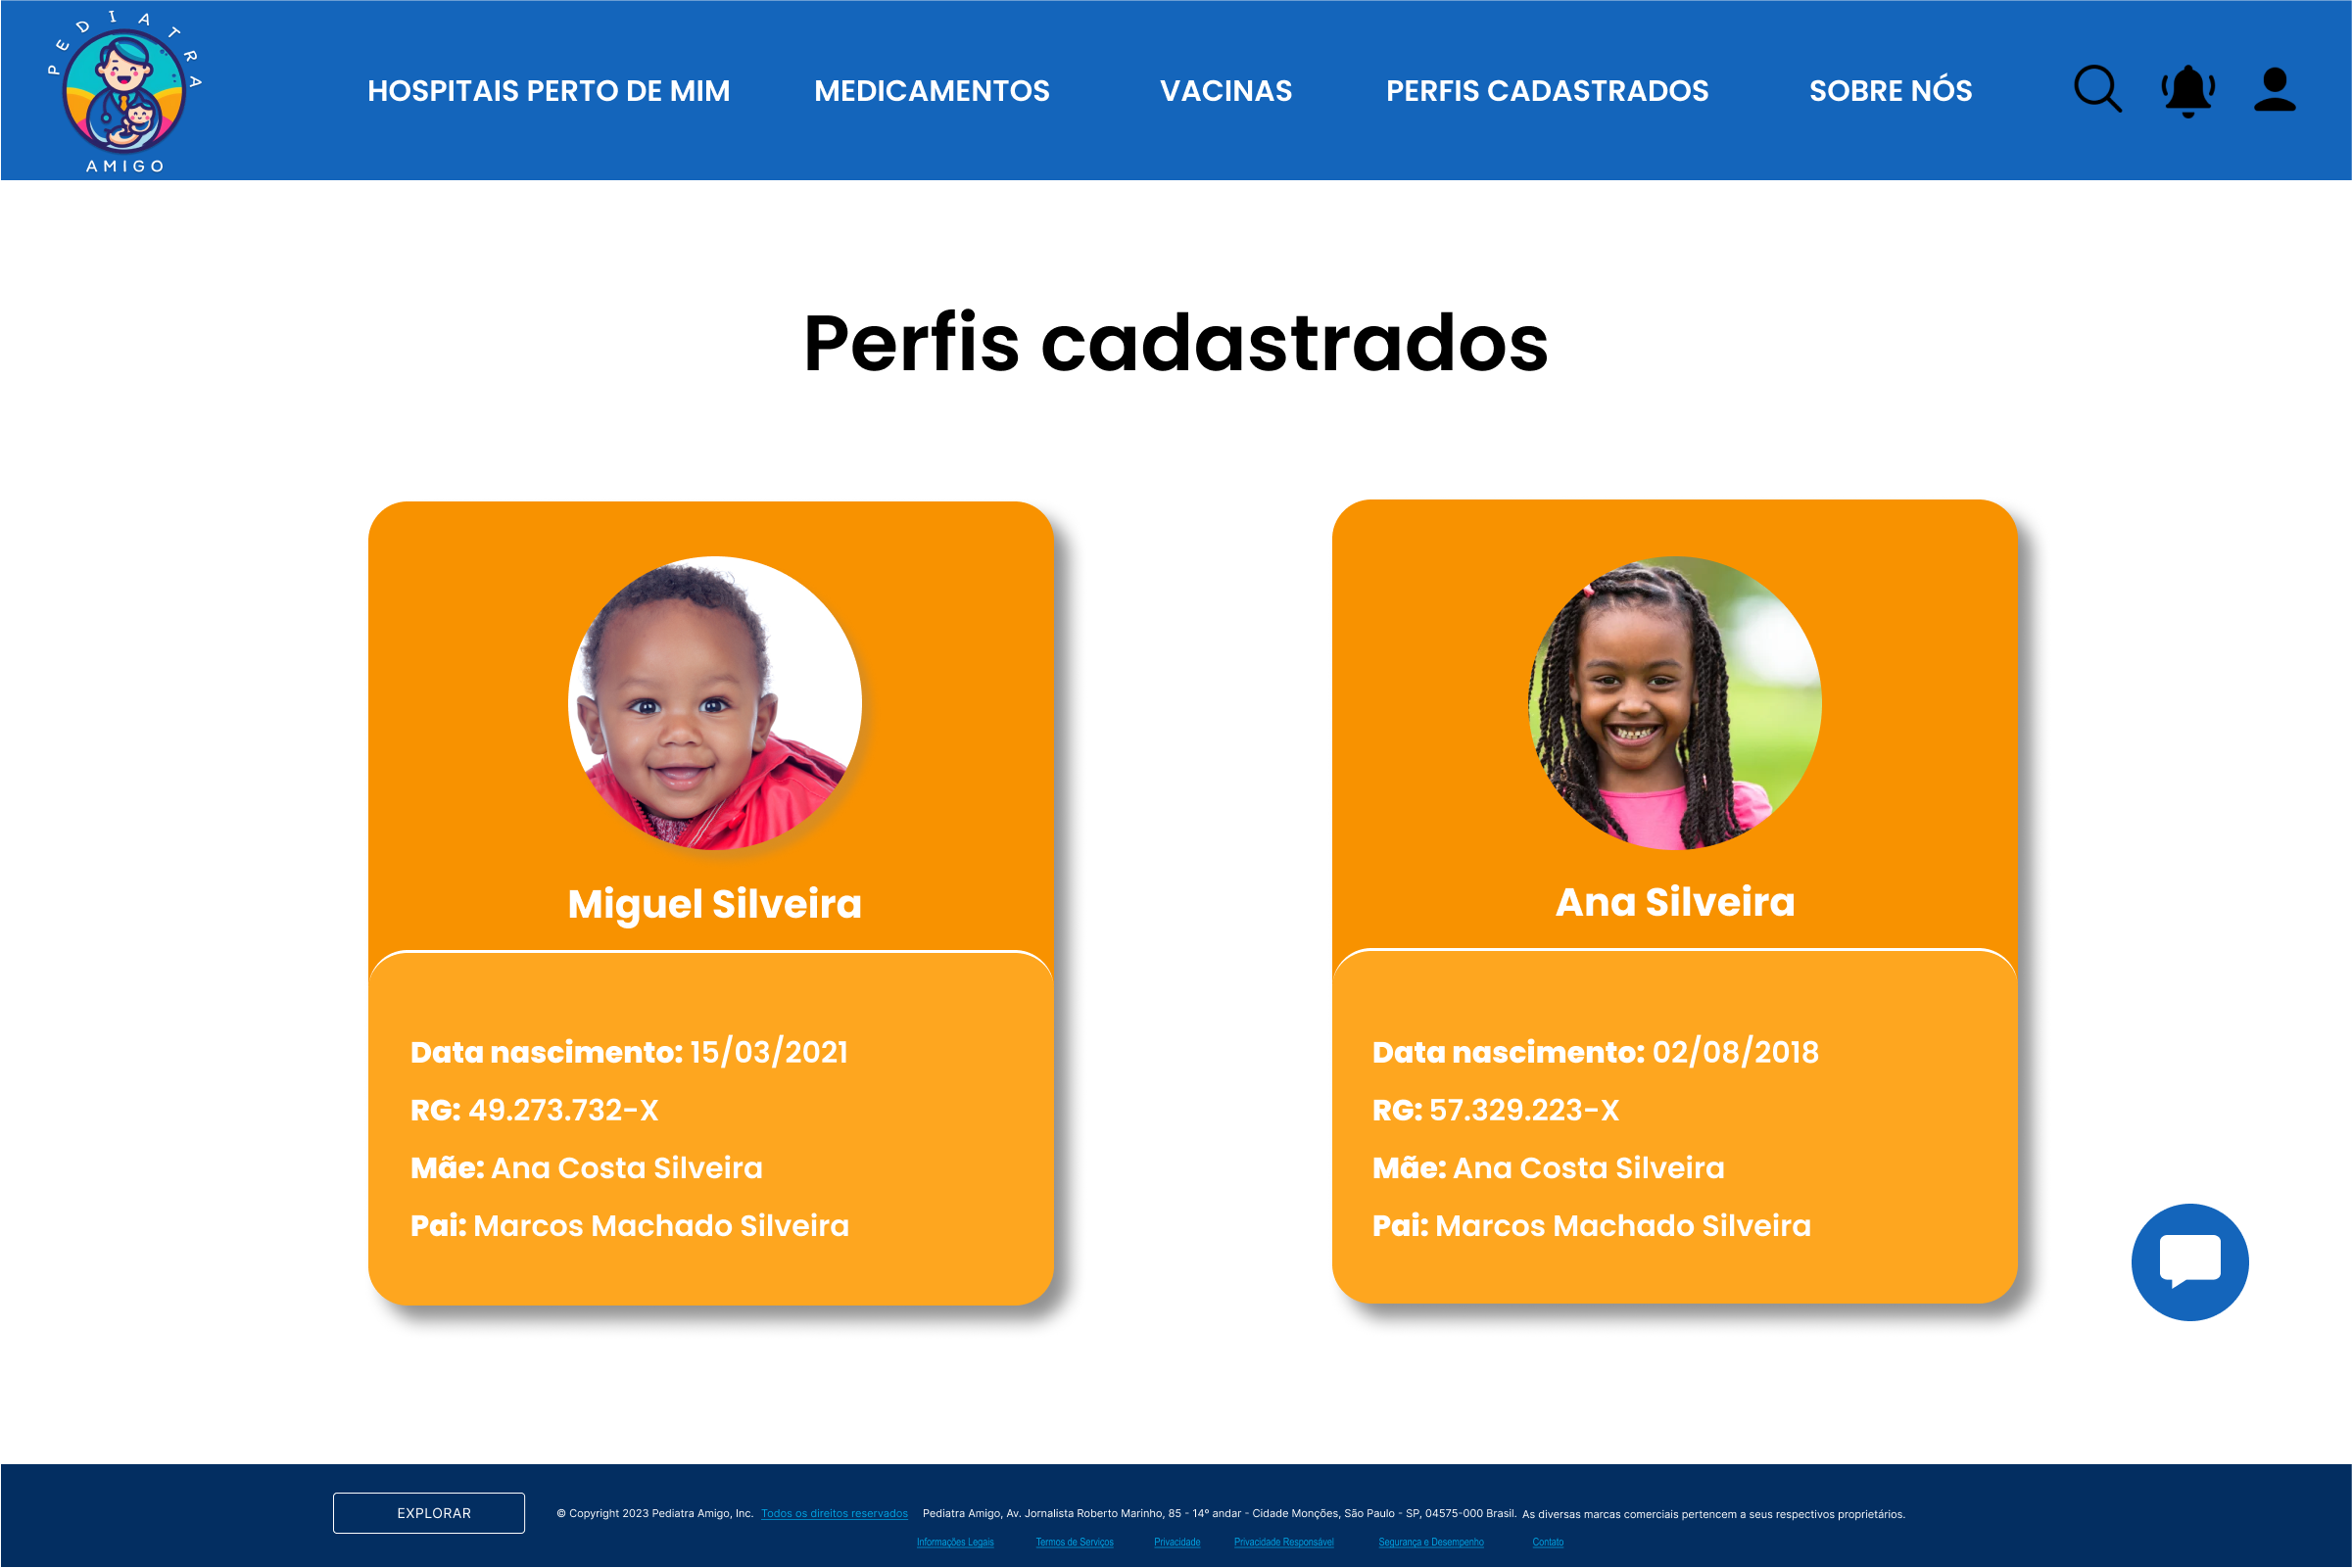 PEDIATRA
AMIGO
HOSPITAIS PERTO DE MIM
MEDICAMENTOS
VACINAS
PERFIS CADASTRADOS
SOBRE NÓS
Perfis cadastrados
Miguel Silveira
Data nascimento: 15/03/2021
RG: 49.273.732-X
Mãe: Ana Costa Silveira
Pai: Marcos Machado Silveira
Ana Silveira
Data nascimento: 02/08/2018
RG: 57.329.223-X
Mãe: Ana Costa Silveira
Pai: Marcos Machado Silveira
EXPLORAR
© Copyright 2023 Pediatra Amigo, Inc. Todos os direitos reservados Pediatra Amigo, Av. Jornalista Roberto Marinho, 85 - 14º andar - Cidade Monções, São Paulo - SP, 04575-000 Brasil. As diversas marcas comerciais pertencem a seus respectivos proprietários.
Informações Legais Termos de Serviços Privacidade Privacidade Responsável Segurança e Desempenho Contato